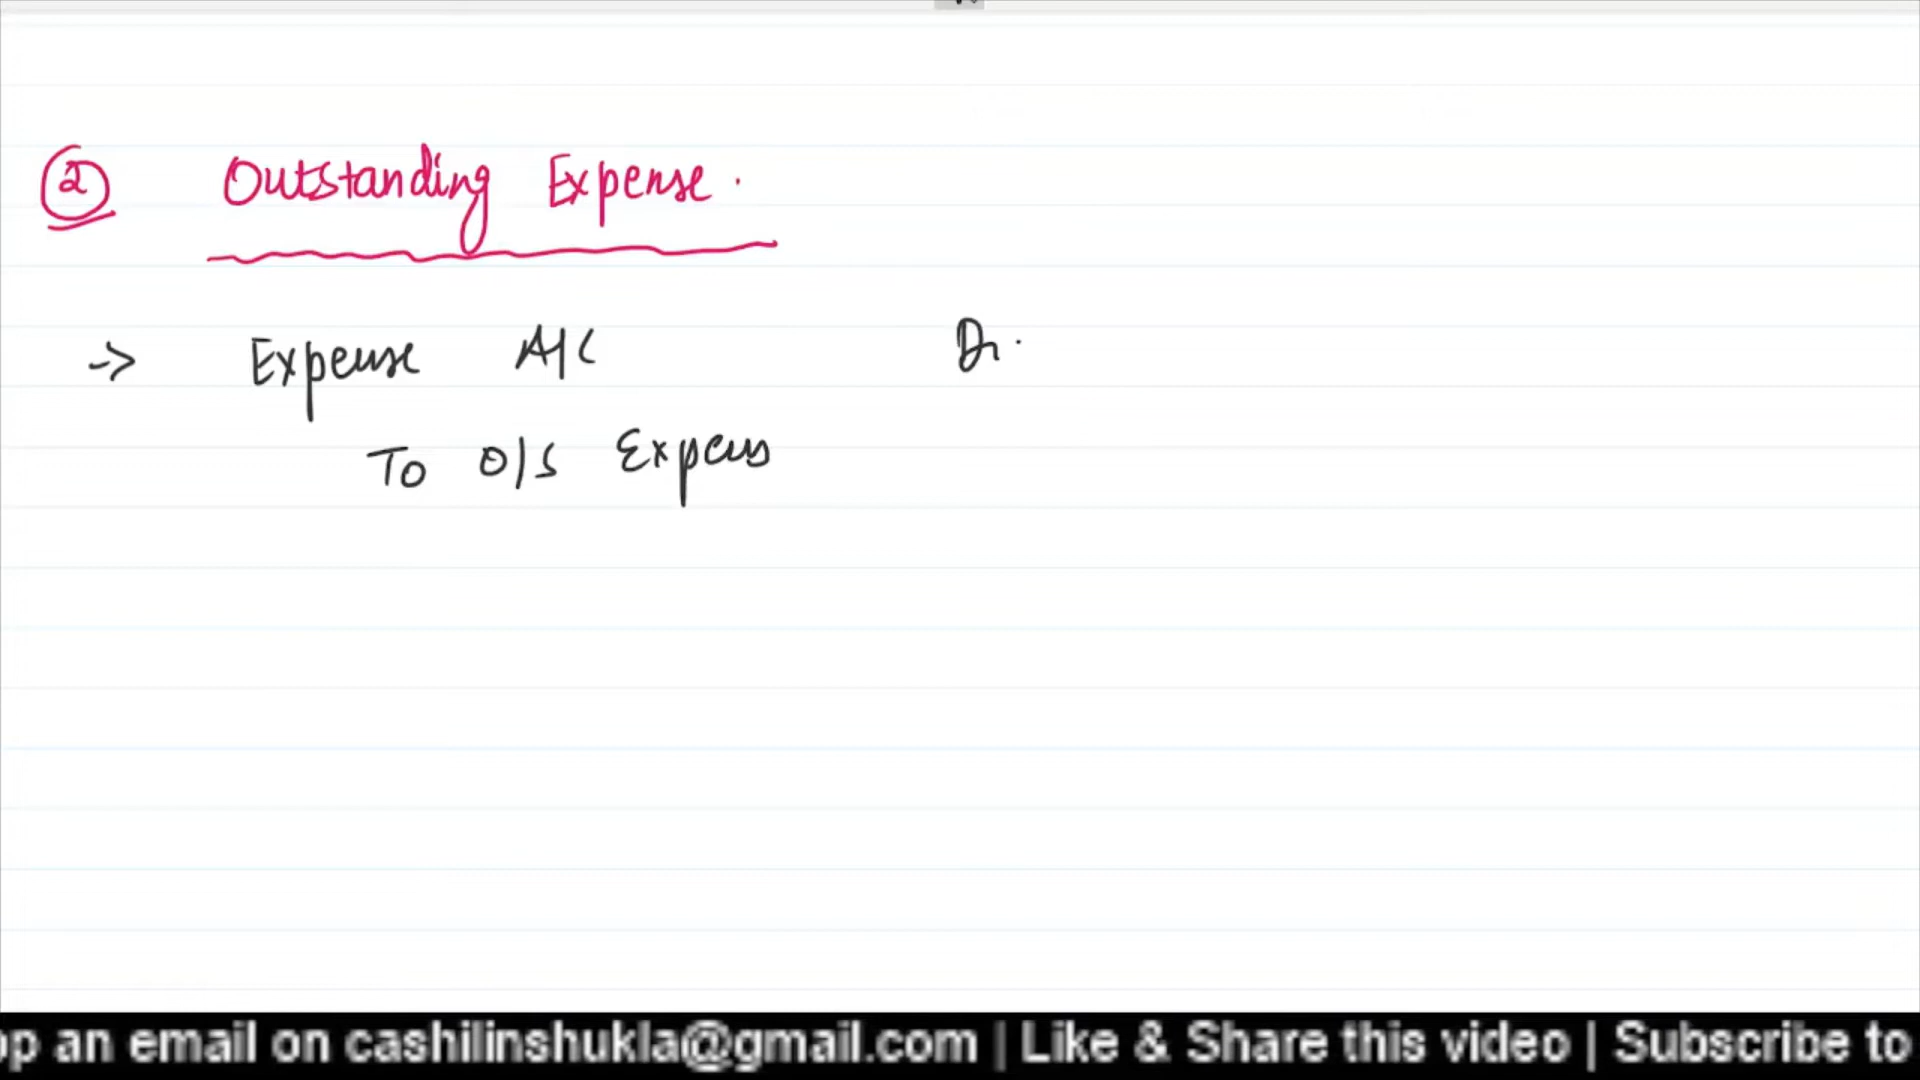 ② Outstanding Expense.
→ Expense A/C Dr.
To O/S Expens
op an email on cashilinshukla@gmail.com | Like & Share this video | Subscribe to